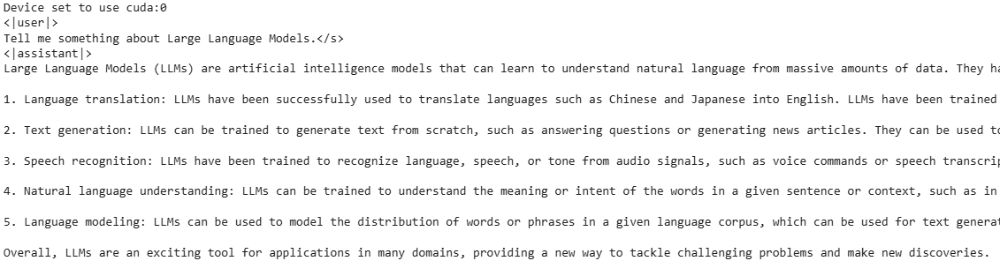 Device set to use cuda:0
<|user|>
Tell me something about Large Language Models.</s>
<|assistant|>
Large Language Models (LLMs) are artificial intelligence models that can learn to understand natural language from massive amounts of data. They
1. Language translation: LLMs have been successfully used to translate languages such as Chinese and Japanese into English. LLMs have been trained
2. Text generation: LLMs can be trained to generate text from scratch, such as answering questions or generating news articles. They can be used
3. Speech recognition: LLMs have been trained to recognize language, speech, or tone from audio signals, such as voice commands or speech
4. Natural language understanding: LLMs can be trained to understand the meaning or intent of the words in a given sentence or context, such as in
5. Language modeling: LLMs can be used to model the distribution of words or phrases in a given language corpus, which can be used for text
Overall, LLMs are an exciting tool for applications in many domains, providing a new way to tackle challenging problems and make new discoveries.